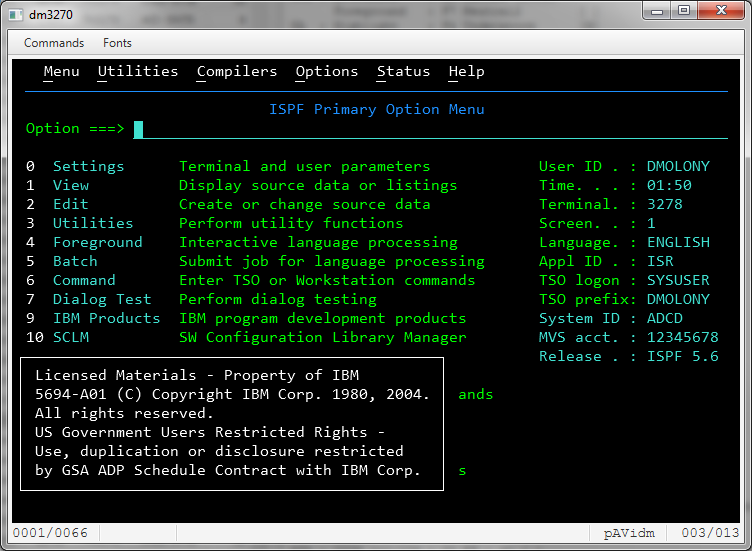 dm3270
Commands Fonts
Menu Utilities Compilers Options Status Help
ISPF Primary Option Menu
Option ===>
0 Settings Terminal and user parameters User ID . : DMOLONY
1 View Display source data or listings Time. . . : 01:50
2 Edit Create or change source data Terminal. : 3278
3 Utilities Perform utility functions Screen. . : 1
4 Foreground Interactive language processing Language. : ENGLISH
5 Batch Submit job for language processing Appl ID . : ISR
6 Command Enter TSO or Workstation commands TSO logon : SYSUSER
7 Dialog Test Perform dialog testing TSO prefix: DMOLONY
9 IBM Products IBM program development products System ID : ADCD
10 SCLM SW Configuration Library Manager MVS acct. : 12345678
Release . : ISPF 5.6
Licensed Materials - Property of IBM
5694-A01 (C) Copyright IBM Corp. 1980, 2004. ands
All rights reserved.
US Government Users Restricted Rights -
Use, duplication or disclosure restricted
by GSA ADP Schedule Contract with IBM Corp. s
0001/0066 pAVidm 003/013